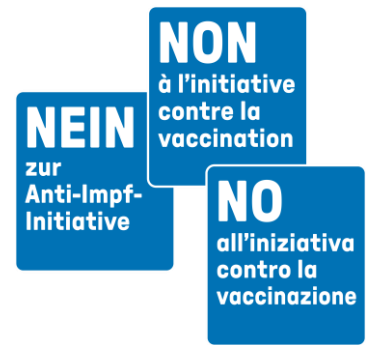 NON
à l'initiative
contre la
vaccination
NEIN
zur
Anti-Impf-
Initiative
NO
all'iniziativa
contro la
vaccinazione